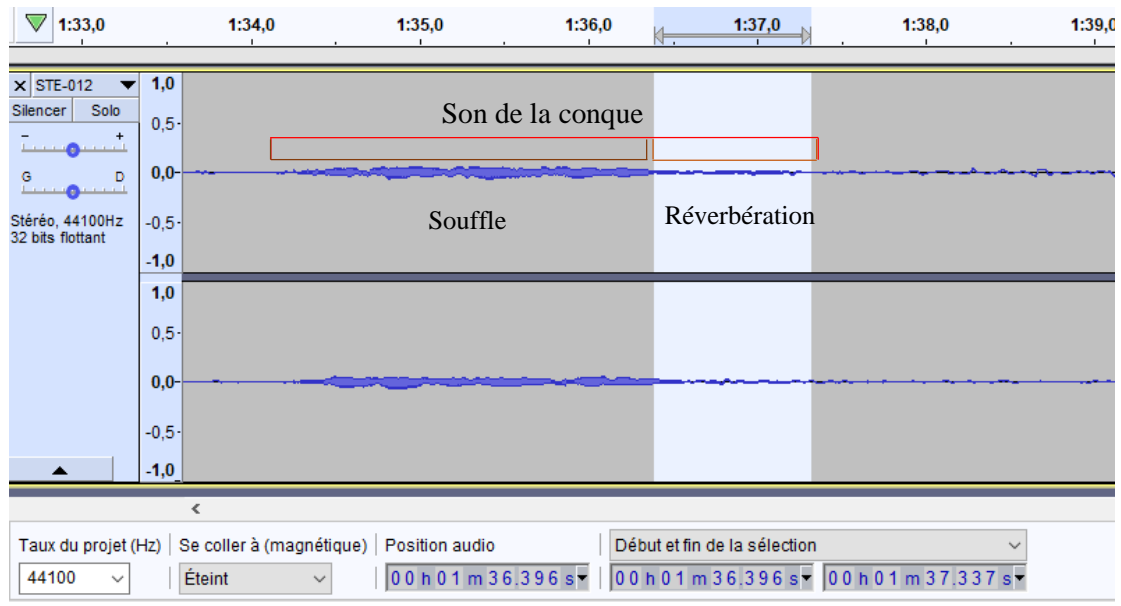 1:33,0 1:34,0 1:35,0 1:36,0 1:37,0 1:38,0 1:39,0
STE-012
Silencer Solo
- +
G D
Stéréo, 44100Hz
32 bits flottant
1,0
0,5
0,0
-0,5
-1,0
Son de la conque
Souffle Réverbération
1,0
0,5
0,0
-0,5
-1,0
Taux du projet (Hz) Se coller à (magnétique) Position audio Début et fin de la sélection
44100 Éteint 00 h 01 m 36.396 s 00 h 01 m 36.396 s 00 h 01 m 37.337 s